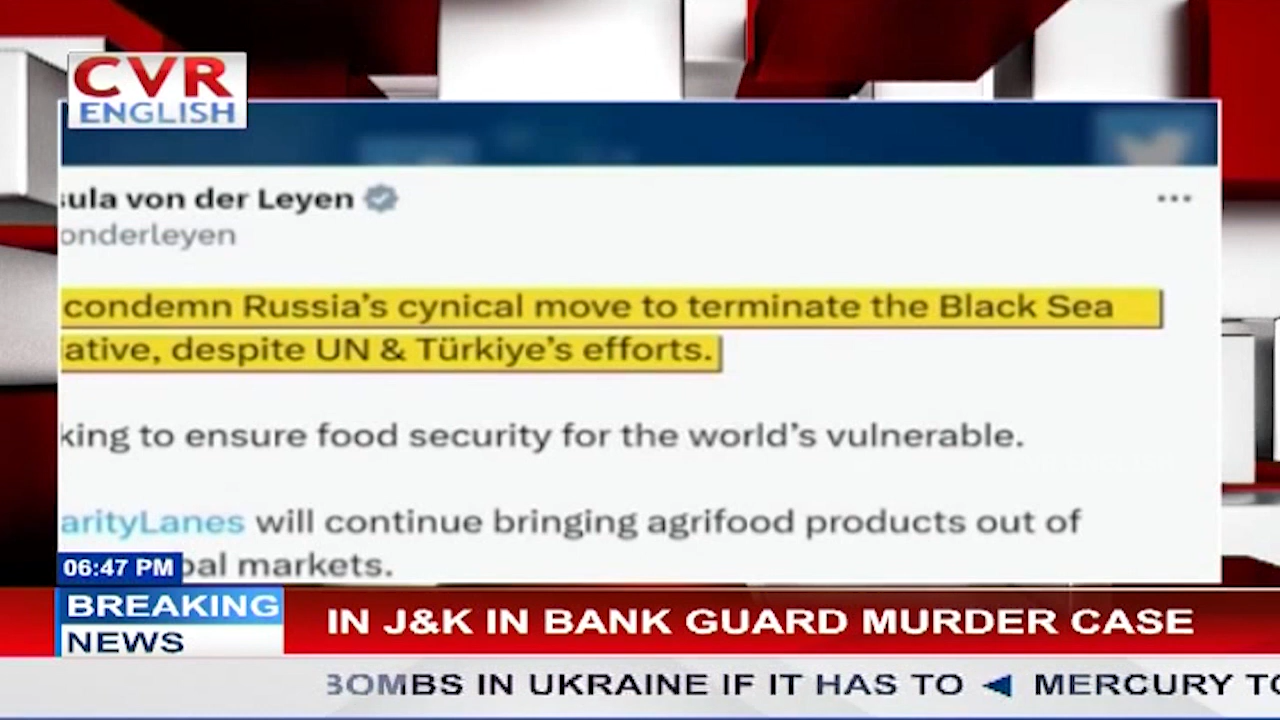 CVR
ENGLISH
sula von der Leyen
onderleyen
condemn Russia's cynical move to terminate the Black Sea
ative, despite UN & Türkiye's efforts.
king to ensure food security for the world's vulnerable.
arityLanes will continue bringing agrifood products out of
bal markets.
06:47 PM
BREAKING
NEWS
IN J&K IN BANK GUARD MURDER CASE
BOMBS IN UKRAINE IF IT HAS TO ◄ MERCURY TO